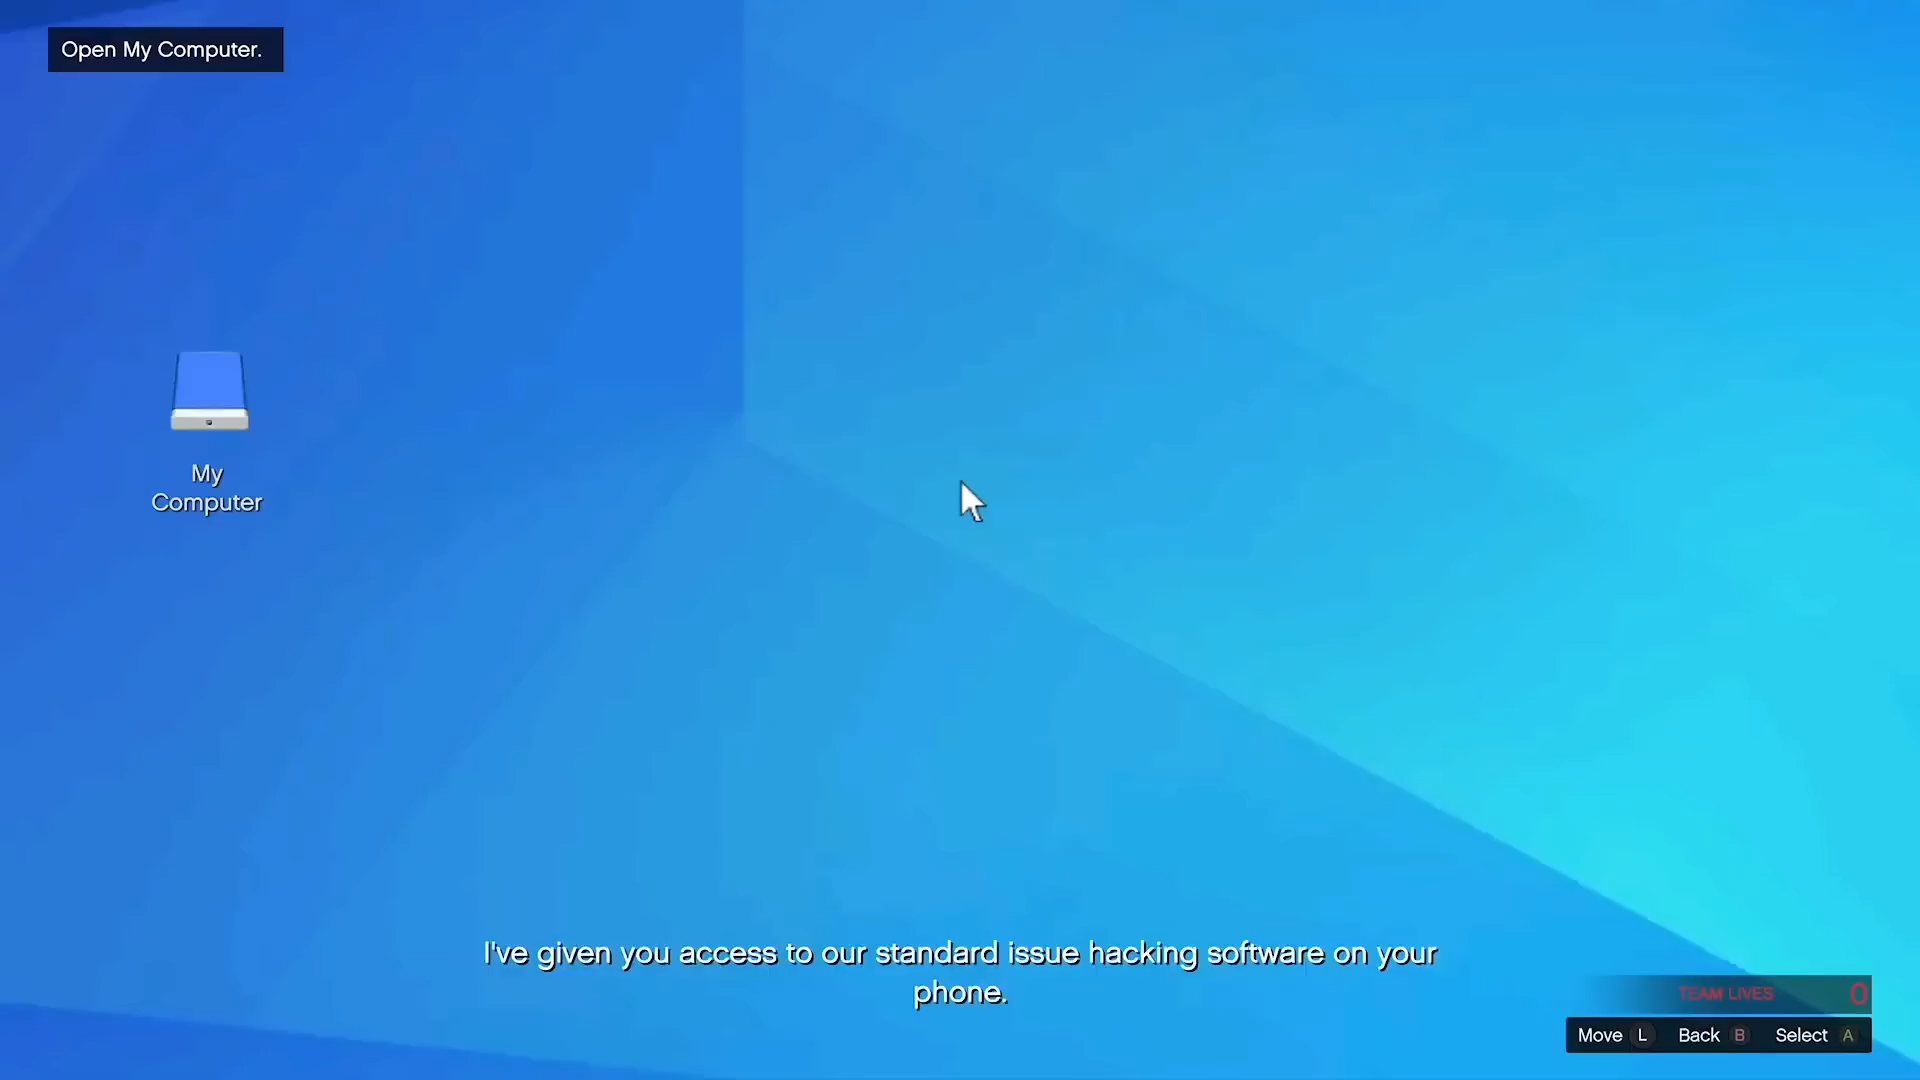 Open My Computer.
My
Computer
I've given you access to our standard issue hacking software on your
phone.
TEAM LIVES 0
Move L Back B Select A